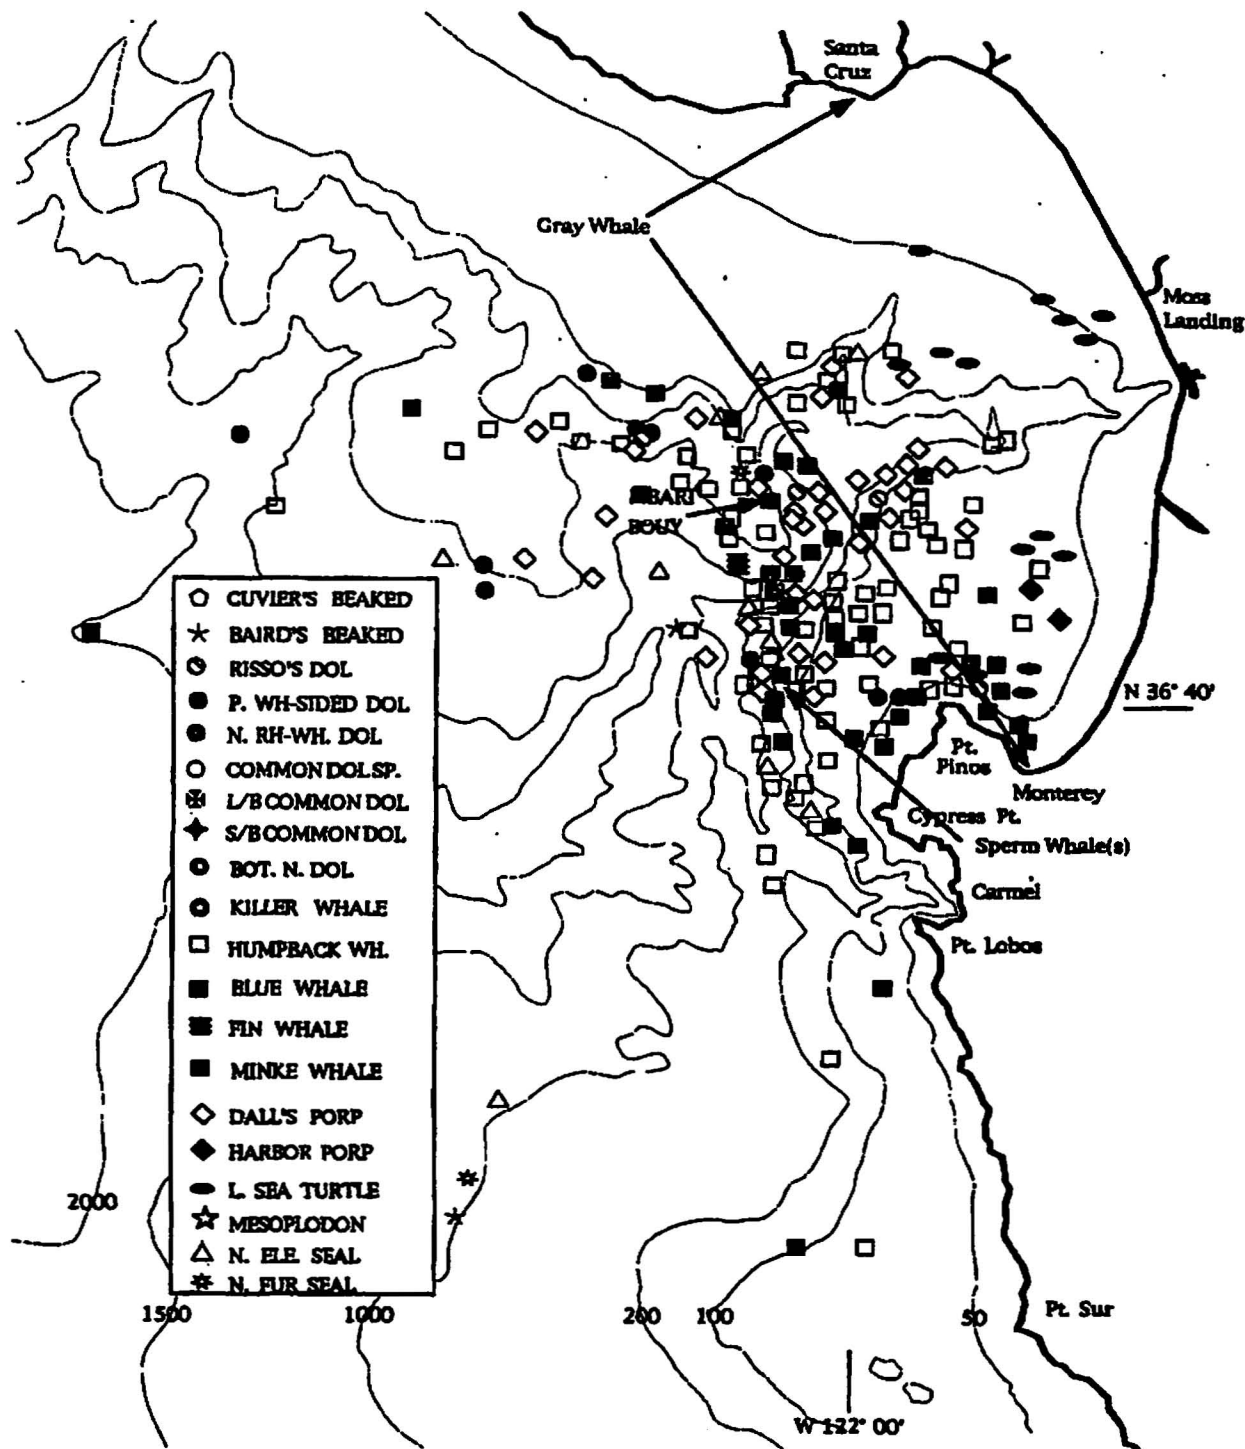 Santa
Cruz
Gray Whale
Moss
Landing
BARI
BOUY
CUVIER'S BEAKED
BAIRD'S BEAKED
RISSO'S DOL
P. WH-SIDED DOL
N. RH-WH. DOL
COMMON DOL SP.
L/B COMMON DOL
S/B COMMON DOL
BOT. N. DOL
KILLER WHALE
HUMPBACK WH.
BLUE WHALE
FIN WHALE
MINKE WHALE
DALL'S PORP
HARBOR PORP
L. SEA TURTLE
MESOPLODON
N. ELE. SEAL
N. FUR SEAL
N 36° 40'
Pt.
Pinos
Monterey
Cypress Pt.
Sperm Whale(s)
Carmel
Pt. Lobos
2000
1500
1000
200
100
50
Pt. Sur
W 122° 00'